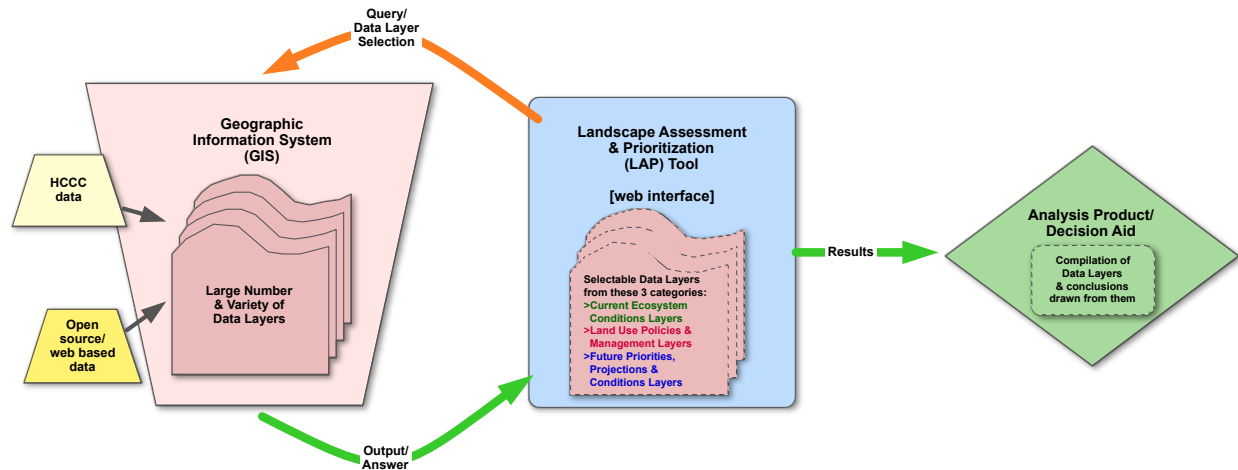 Query/
Data Layer
Selection
Geographic
Information System
(GIS)
HCCC
data
Large Number
& Variety of
Data Layers
Open
source/
web based
data
Output/
Answer
Landscape Assessment
& Prioritization
(LAP) Tool
[web interface]
Selectable Data Layers
from these 3 categories:
>Current Ecosystem
Conditions Layers
>Land Use Policies &
Management Layers
>Future Priorities,
Projections &
Conditions Layers
Results
Analysis Product/
Decision Aid
Compilation of
Data Layers
& conclusions
drawn from them